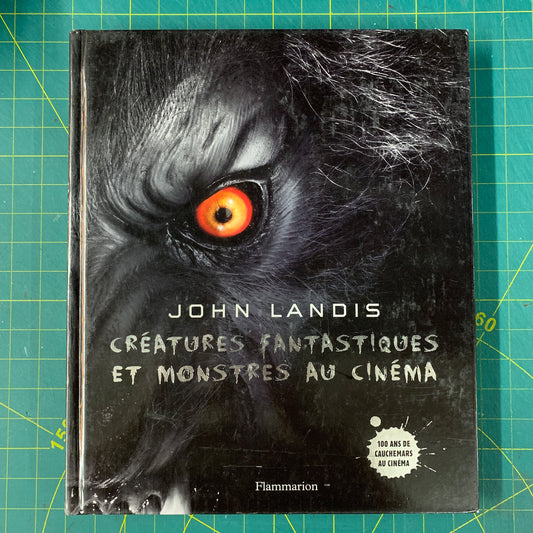 JOHN LANDIS
CRÉATURES FANTASTIQUES
ET MONSTRES AU CINÉMA
100 ANS DE
CAUCHEMARS
AU CINÉMA
Flammarion
60